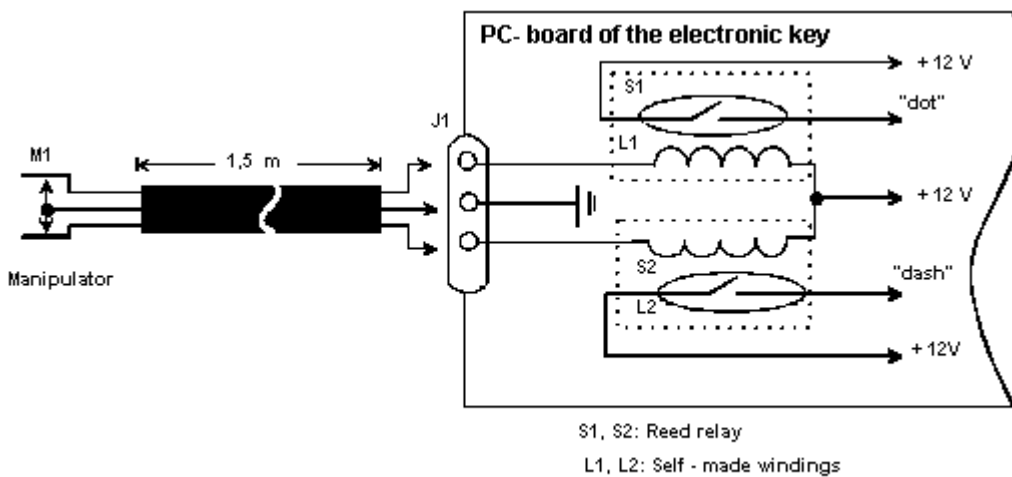 PC- board of the electronic key
+ 12 V
S1
"dot"
J1
L1
M1
1,5 m
+ 12 V
S2
Manipulator
"dash"
L2
+ 12V
S1, S2: Reed relay
L1, L2: Self - made windings